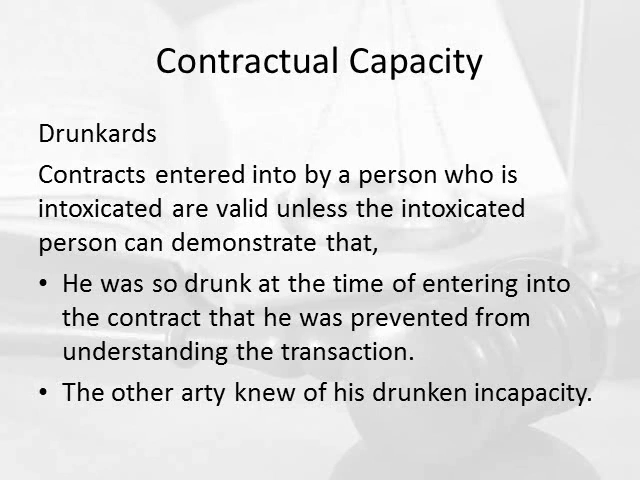 Contractual Capacity
Drunkards
Contracts entered into by a person who is
intoxicated are valid unless the intoxicated
person can demonstrate that,
• He was so drunk at the time of entering into
the contract that he was prevented from
understanding the transaction.
• The other arty knew of his drunken incapacity.